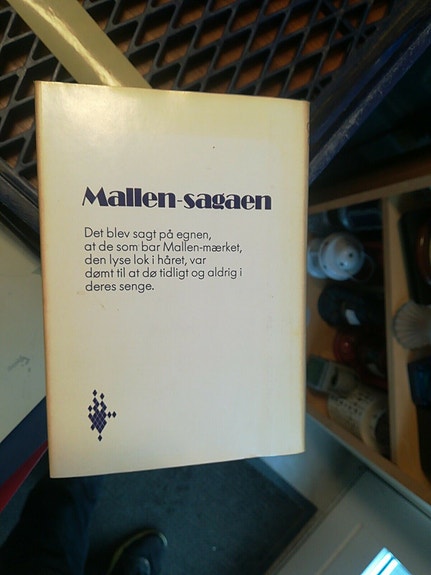 Mallen-sagaen
Det blev sagt på egnen,
at de som bar Mallen-mærket,
den lyse lok i håret, var
dømt til at dø tidligt og aldrig i
deres senge.